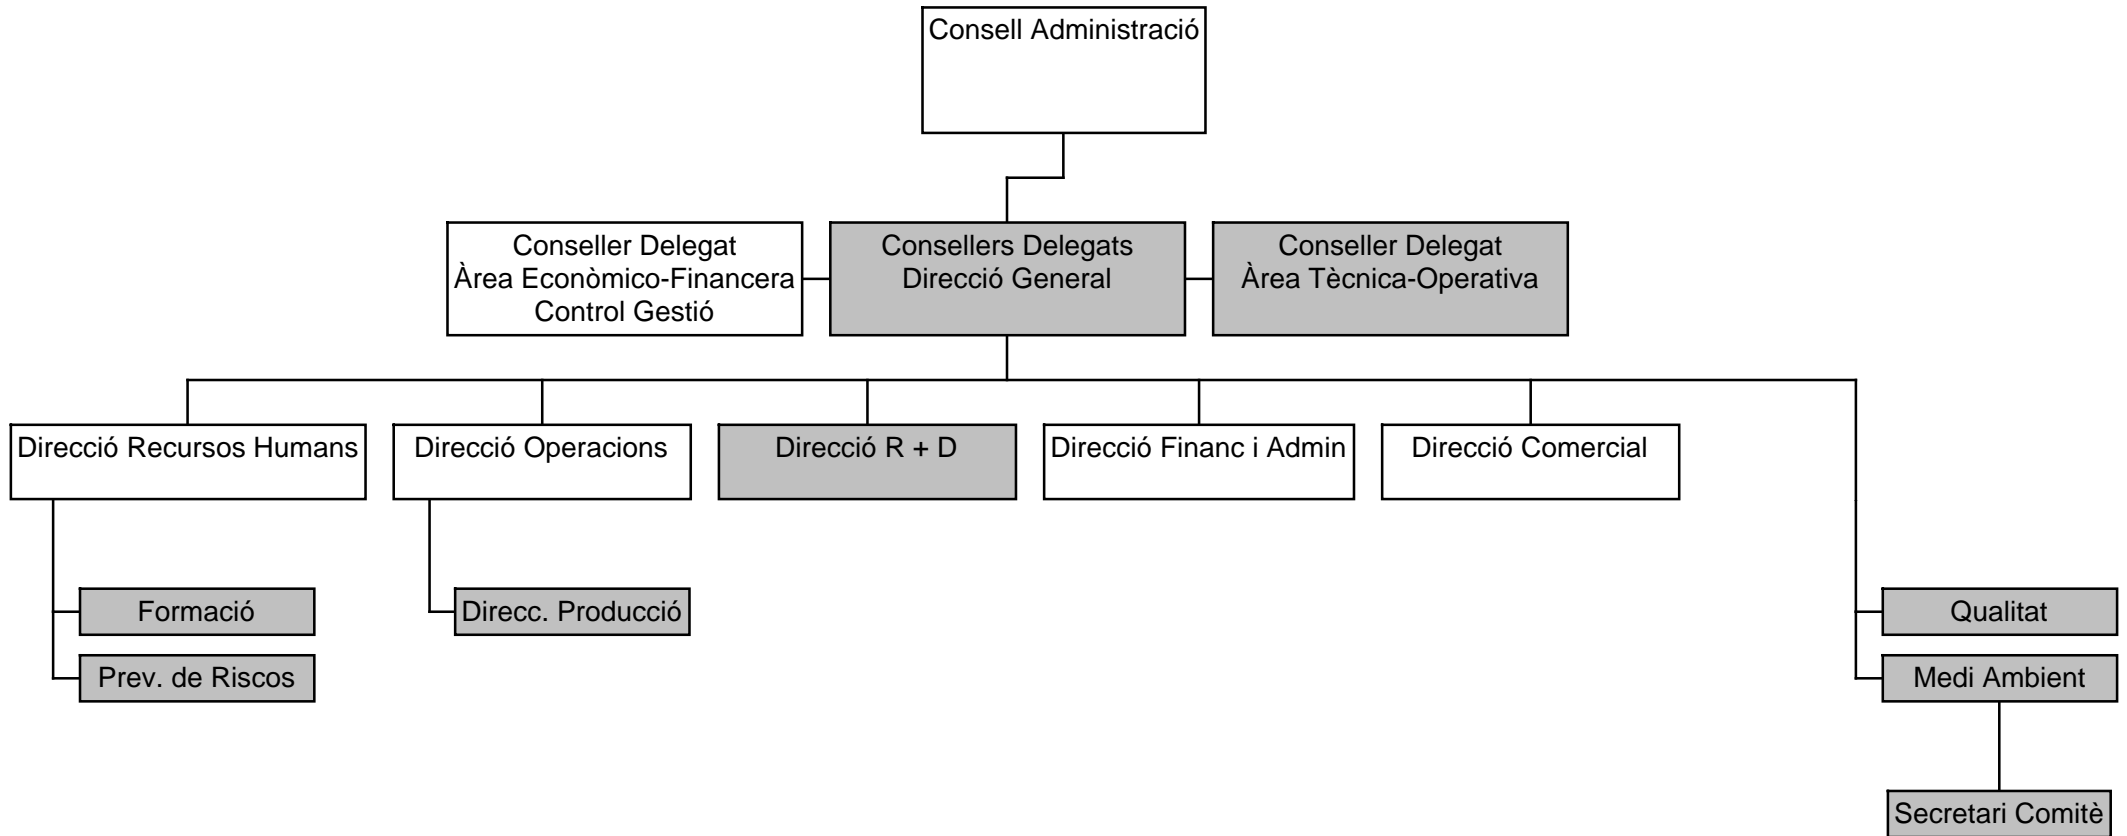 Consell Administració
Conseller Delegat
Àrea Econòmico-Financera
Control Gestió
Consellers Delegats
Direcció General
Conseller Delegat
Àrea Tècnica-Operativa
Direcció Recursos Humans
Direcció Operacions
Direcció R + D
Direcció Financ i Admin
Direcció Comercial
Formació
Direcc. Producció
Qualitat
Prev. de Riscos
Medi Ambient
Secretari Comitè